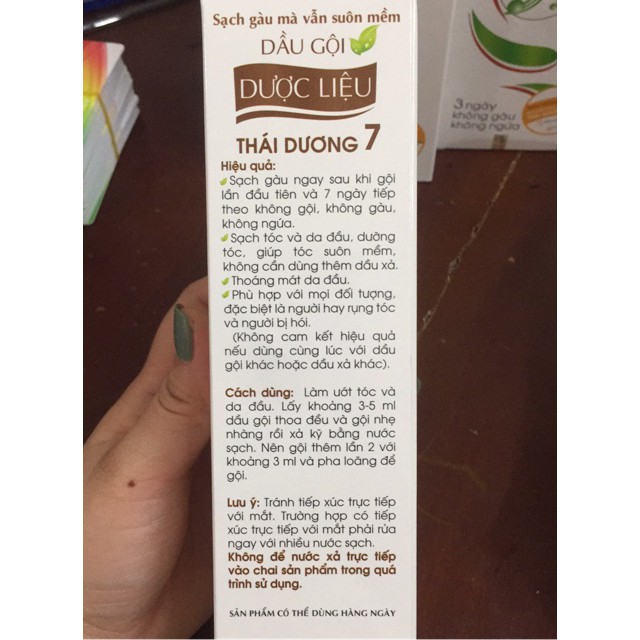 Sạch gàu mà vẫn suôn mềm
DẦU GỘI
DƯỢC LIỆU
THÁI DƯƠNG 7
Hiệu quả:
Sạch gàu ngay sau khi gội
lần đầu tiên và 7 ngày tiếp
theo không gội, không gàu,
không ngứa.
Sạch tóc và da đầu, dưỡng
tóc, giúp tóc suôn mềm,
không cần dùng thêm dầu xả.
Thoáng mát da đầu.
Phù hợp với mọi đối tượng,
đặc biệt là người hay rụng tóc
và người bị hói.
(Không cam kết hiệu quả
nếu dùng cùng lúc với dầu
gội khác hoặc dầu xả khác).
Cách dùng: Làm ướt tóc và
da đầu. Lấy khoảng 3-5 ml
dầu gội thoa đều và gội nhẹ
nhàng rồi xả kỹ bằng nước
sạch. Nên gội thêm lần 2 với
khoảng 3 ml và pha loãng để
gội.
Lưu ý: Tránh tiếp xúc trực tiếp
với mắt. Trường hợp có tiếp
xúc trực tiếp với mắt phải rửa
ngay với nhiều nước sạch.
Không để nước xả trực tiếp
vào chai sản phẩm trong quá
trình sử dụng.
SẢN PHẨM CÓ THỂ DÙNG HÀNG NGÀY
3 ngày
không gàu
không ngứa